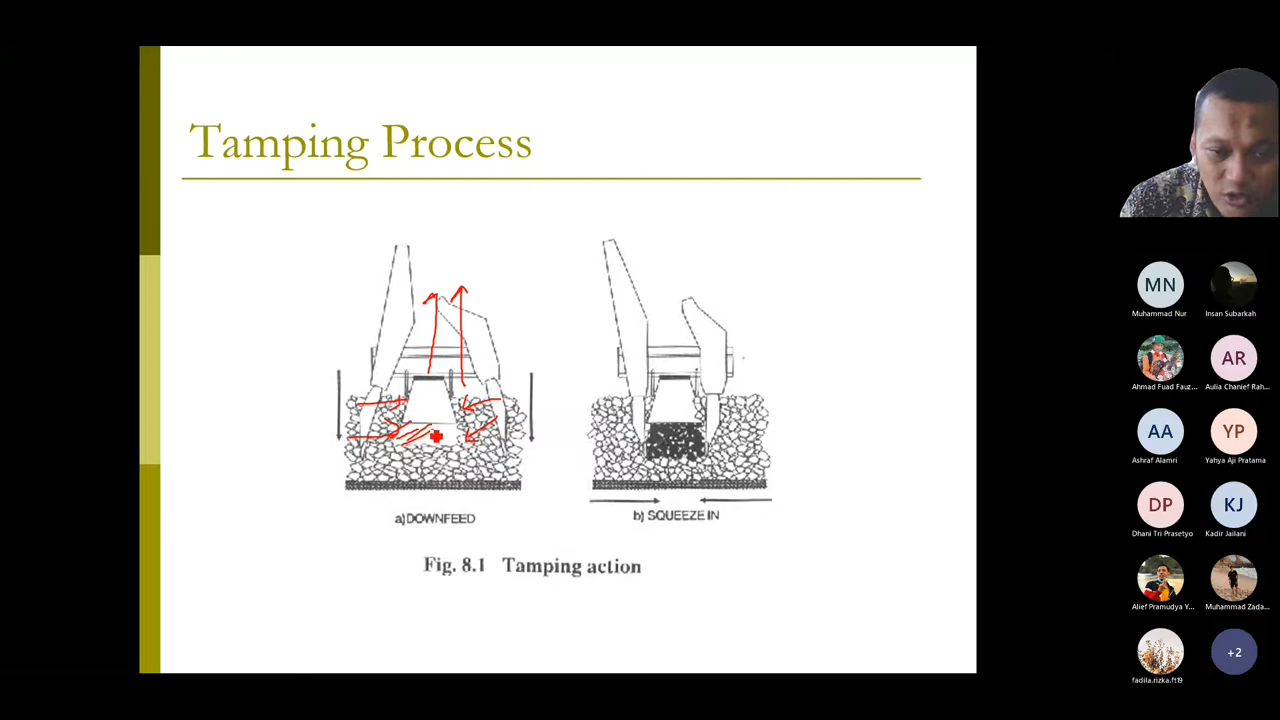 Tamping Process
a)DOWNFEED
b) SQUEEZE IN
Fig. 8.1 Tamping action
MN
Muhammad Nur
Insan Subarkah
Ahmad Fuad Fauz...
AR
Aulia Chanief Rah...
AA
Ashraf Alamri
YP
Yahya Aji Pratama
DP
Dhani Tri Prasetyo
KJ
Kadir Jailani
Alief Pramudya Y...
Muhammad Zada...
fadila.rizka.ft19
+2